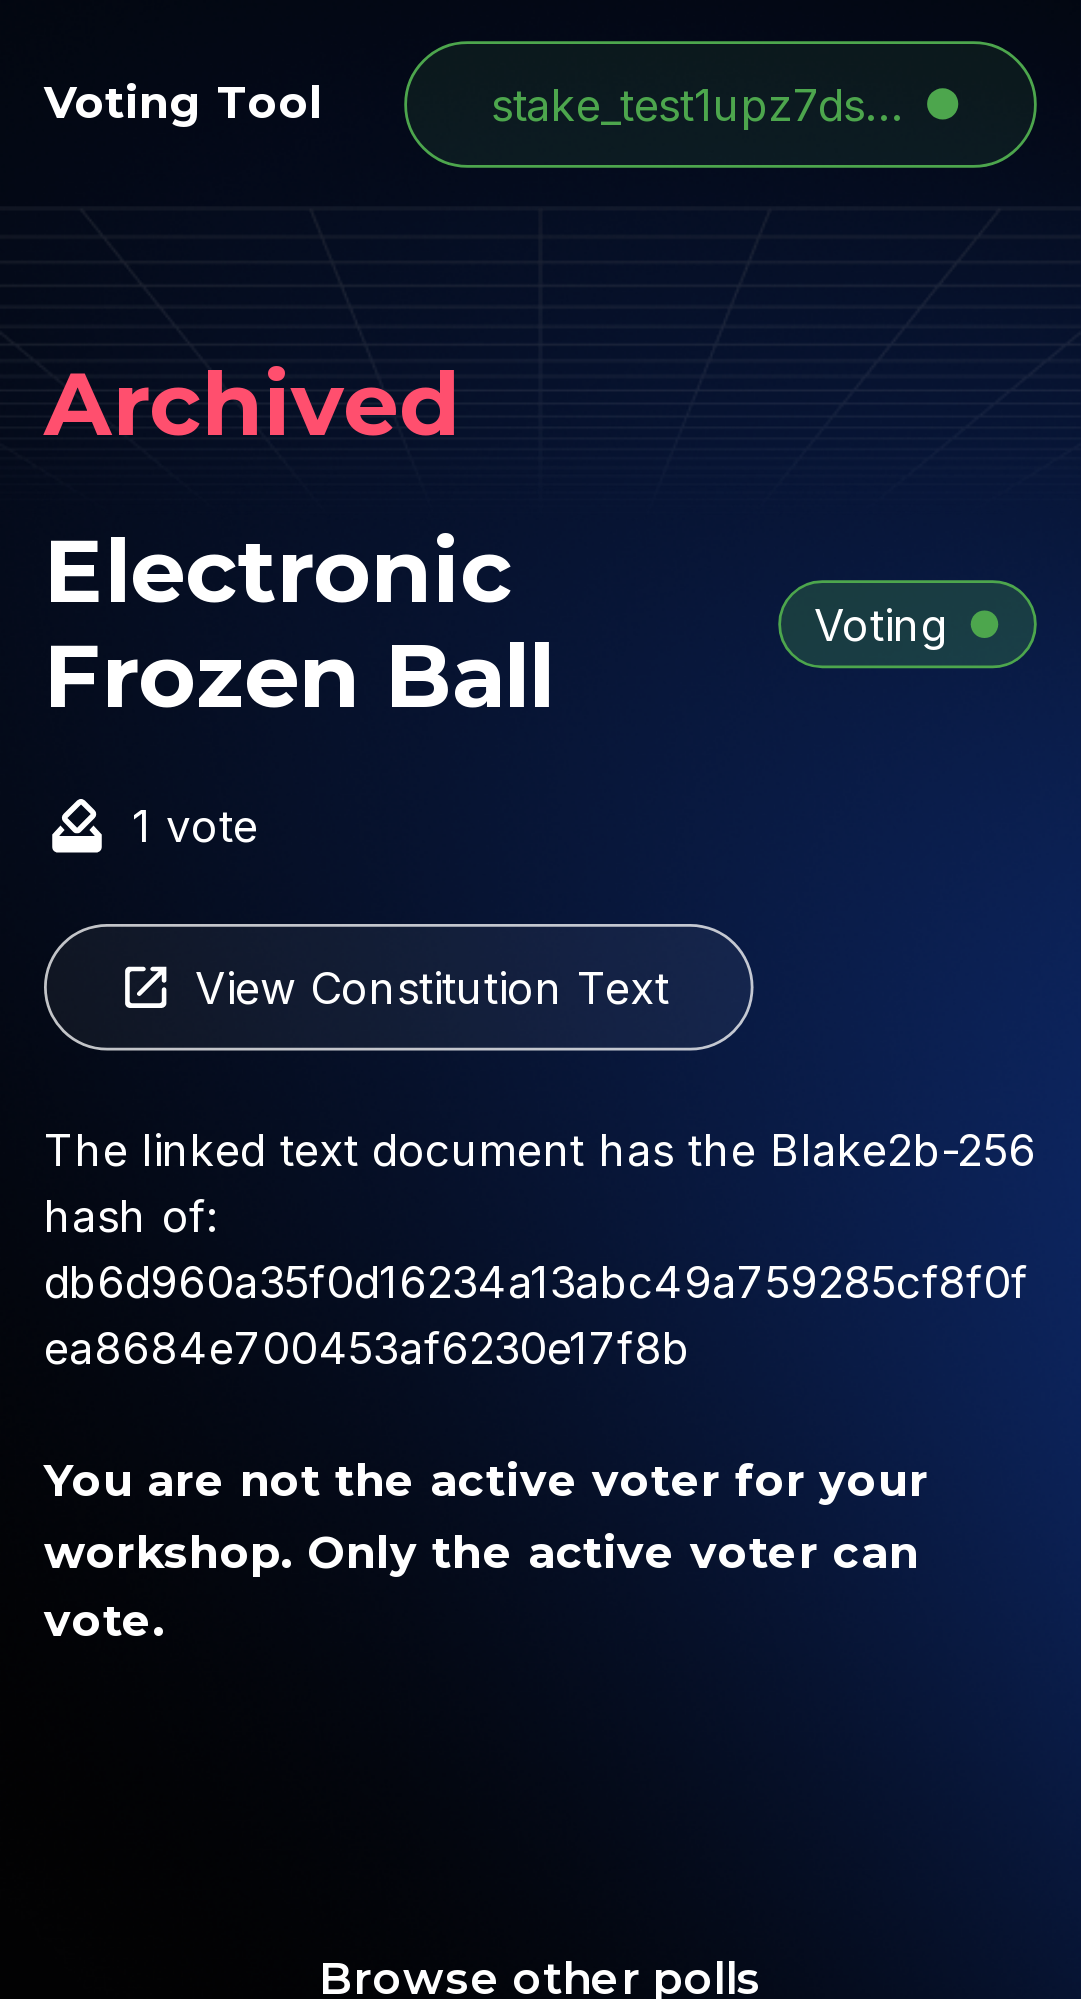 Voting Tool
stake_test1upz7ds...
Archived
Electronic
Frozen Ball
Voting
1 vote
View Constitution Text
The linked text document has the Blake2b-256
hash of:
db6d960a35f0d16234a13abc49a759285cf8f0f
ea8684e700453af6230e17f8b
You are not the active voter for your
workshop. Only the active voter can
vote.
Browse other polls